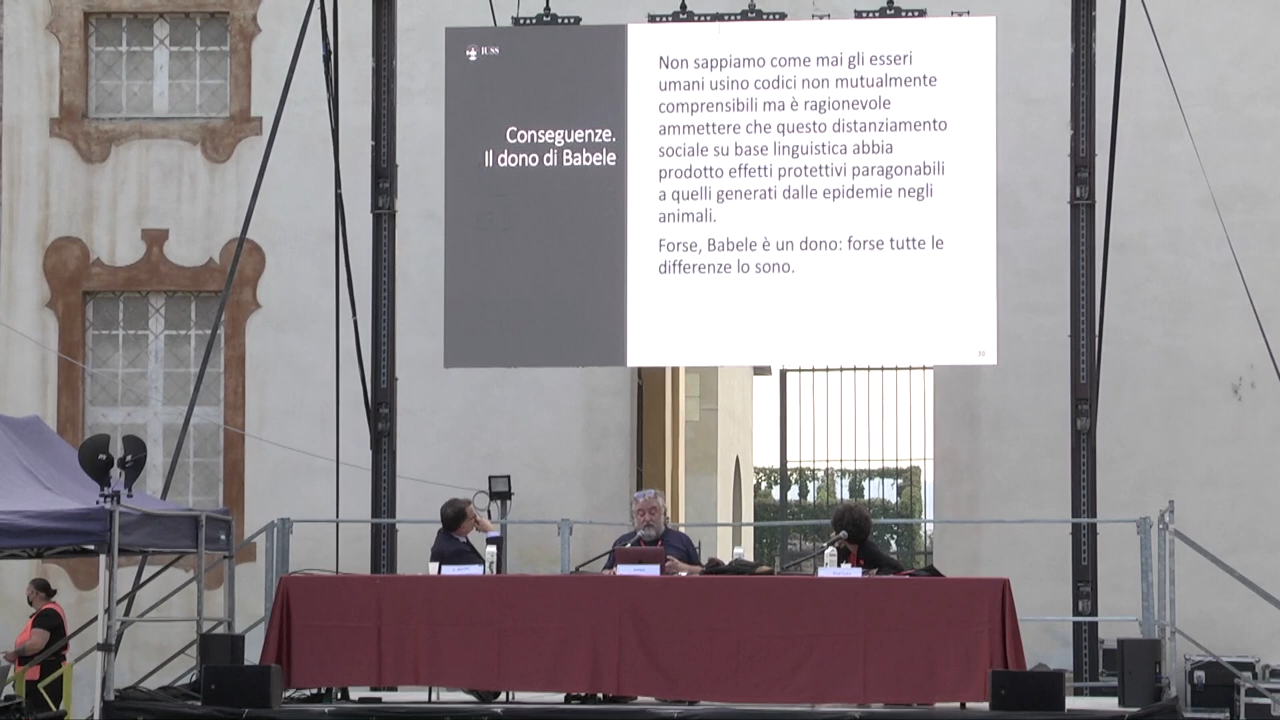 IUSS
Conseguenze.
Il dono di Babele
Non sappiamo come mai gli esseri
umani usino codici non mutualmente
comprensibili ma è ragionevole
ammettere che questo distanziamento
sociale su base linguistica abbia
prodotto effetti protettivi paragonabili
a quelli generati dalle epidemie negli
animali.
Forse, Babele è un dono: forse tutte le
differenze lo sono.
30